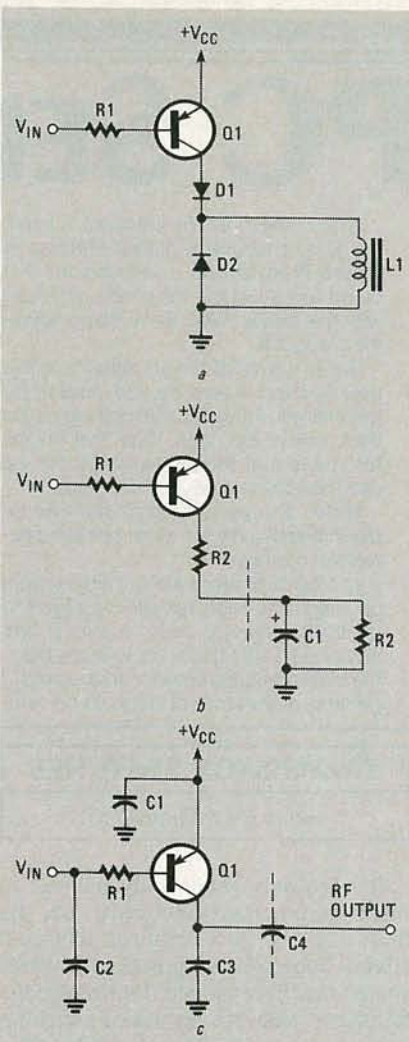 +VCC
R1
VIN
Q1
D1
D2
L1
a
+VCC
R1
VIN
Q1
R2
+
C1
R2
b
+VCC
C1
VIN
R1
Q1
RF
OUTPUT
C2
C3
C4
c